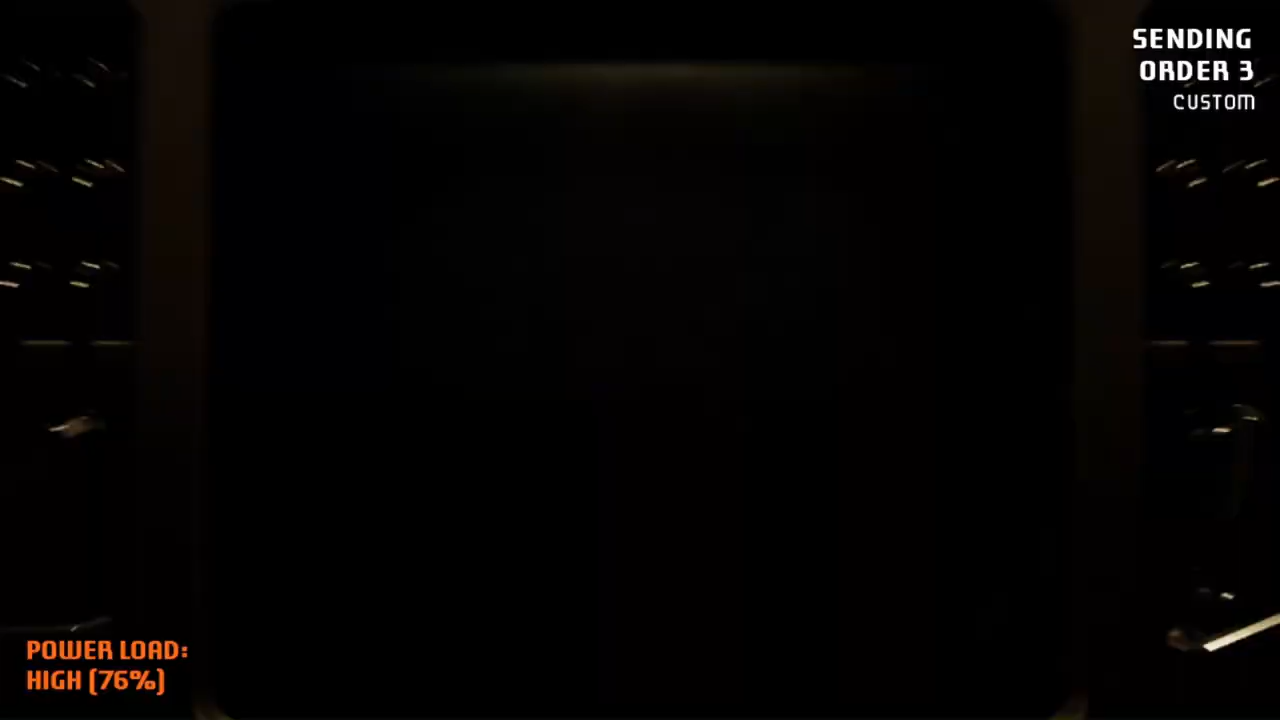 SENDING
ORDER 3
CUSTOM
POWER LOAD:
HIGH (76%)